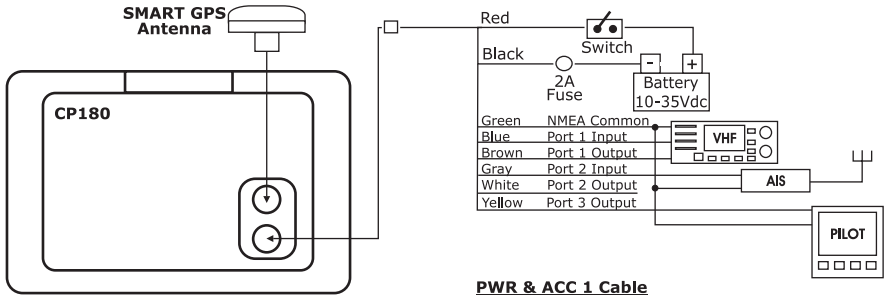 SMART GPS
Antenna
CP180
Red
Switch
Black
2A
Fuse
- +
Battery
10-35Vdc
Green NMEA Common
Blue Port 1 Input
Brown Port 1 Output
Gray Port 2 Input
White Port 2 Output
Yellow Port 3 Output
VHF
AIS
PILOT
PWR & ACC 1 Cable